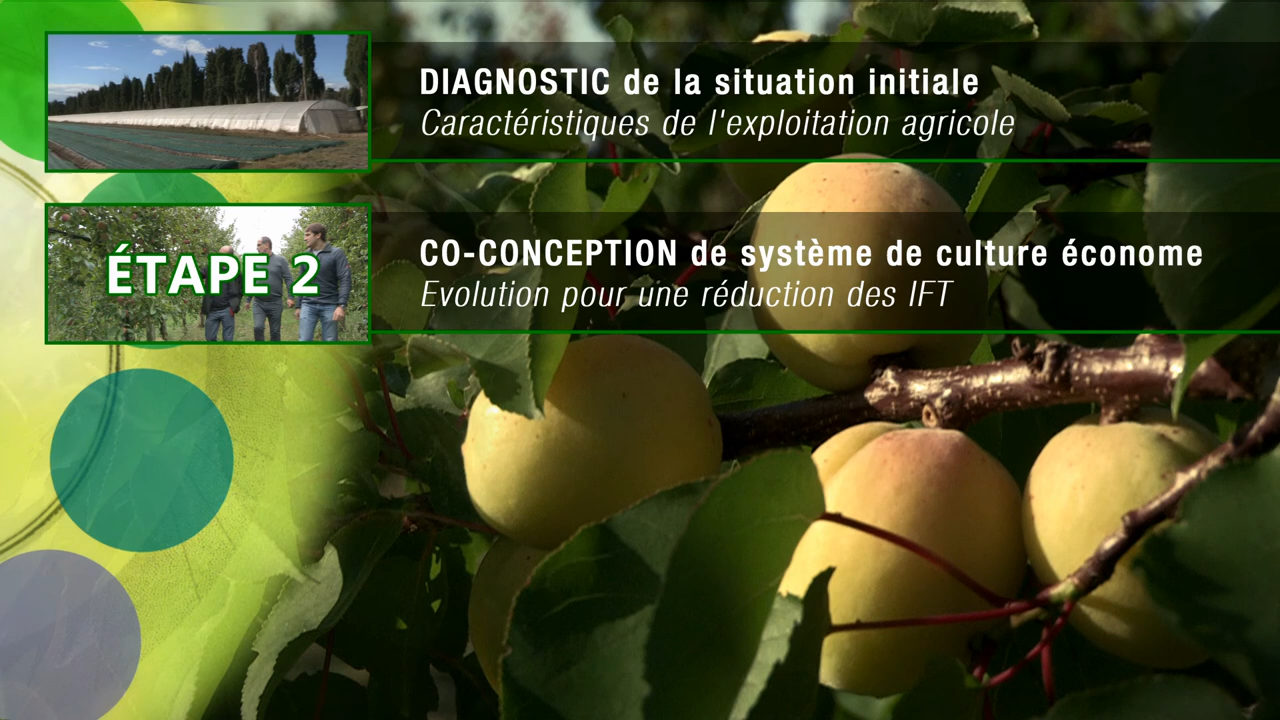 DIAGNOSTIC de la situation initiale
Caractéristiques de l'exploitation agricole
ÉTAPE 2
CO-CONCEPTION de système de culture économe
Evolution pour une réduction des IFT